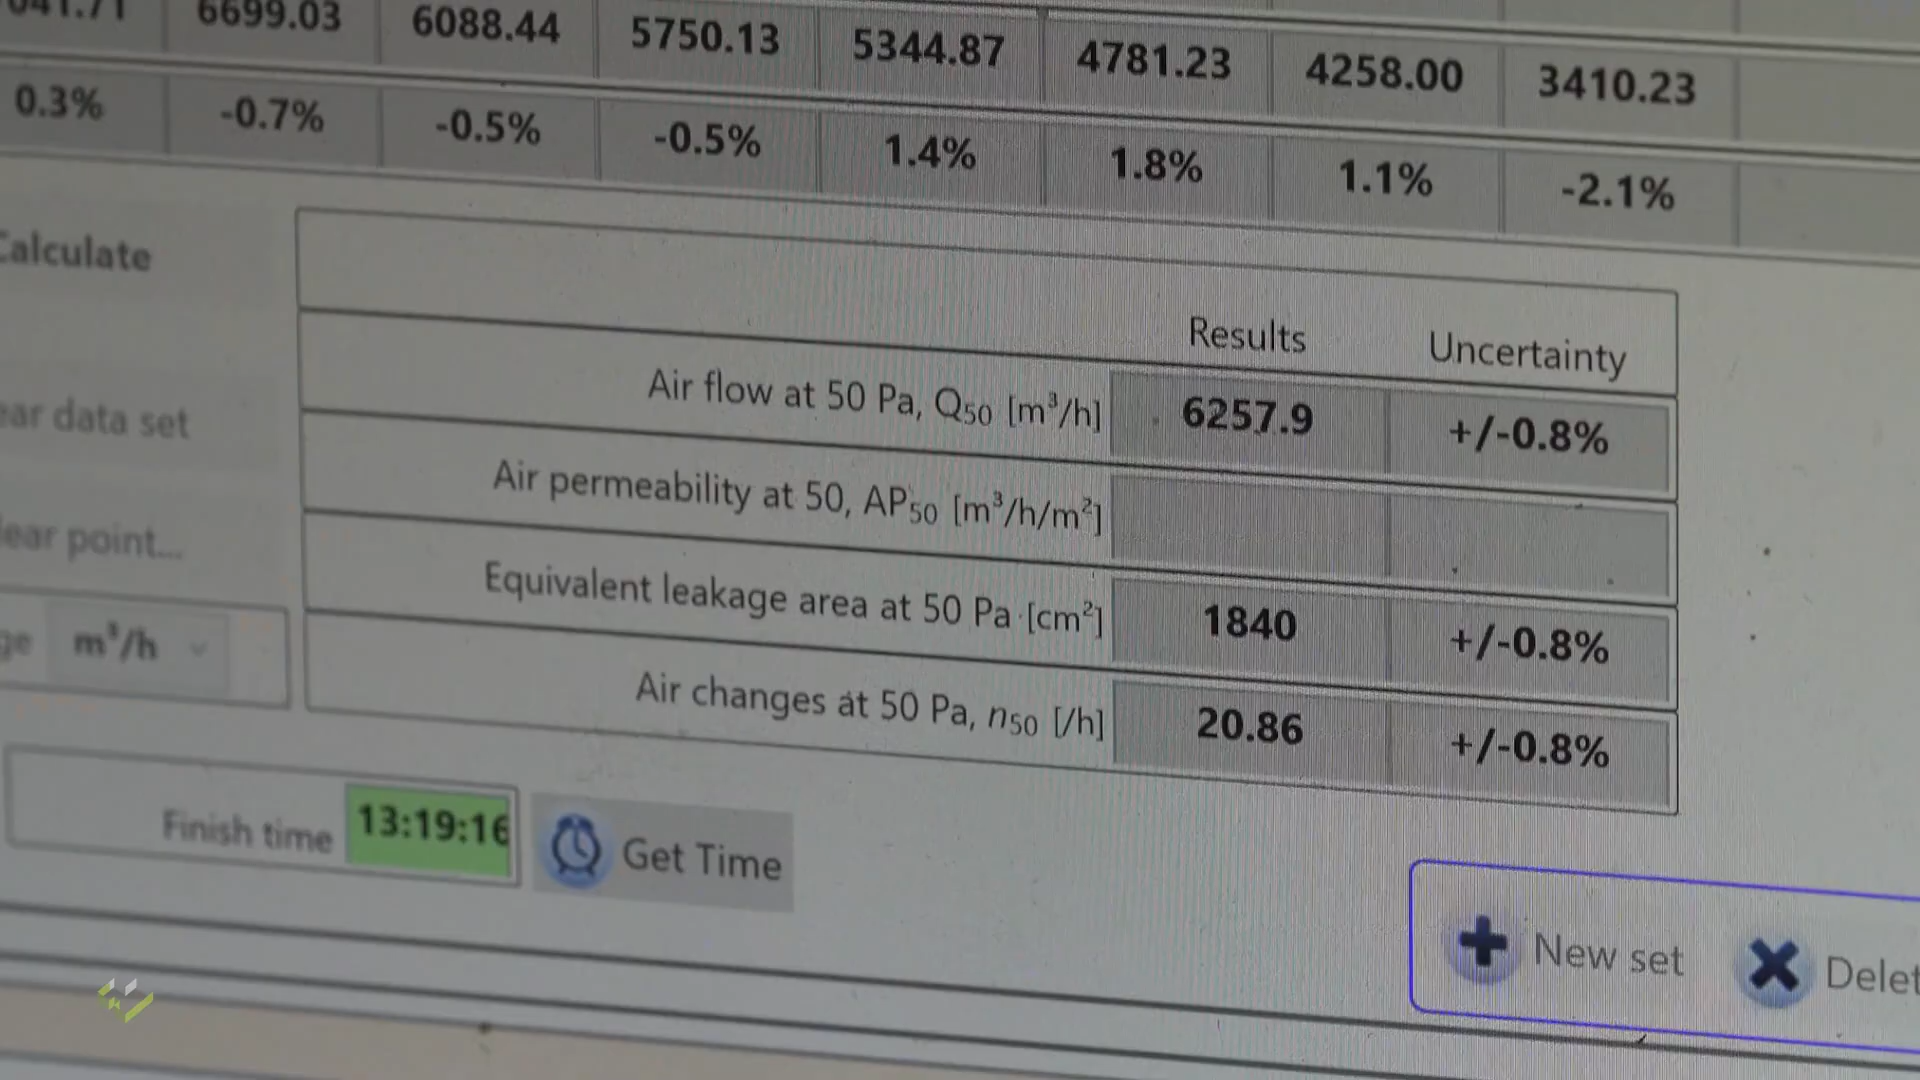 6699.03 6088.44 5750.13 5344.87 4781.23 4258.00 3410.23
0.3% -0.7% -0.5% -0.5% 1.4% 1.8% 1.1% -2.1%
Calculate
Results Uncertainty
Air flow at 50 Pa, Q50 [m³/h] 6257.9 +/-0.8%
ear data set
Air permeability at 50, AP50 [m³/h/m²]
lear point...
Equivalent leakage area at 50 Pa [cm²] 1840 +/-0.8%
ge m³/h
Air changes at 50 Pa, n50 [/h] 20.86 +/-0.8%
Finish time 13:19:16 Get Time
New set Delet